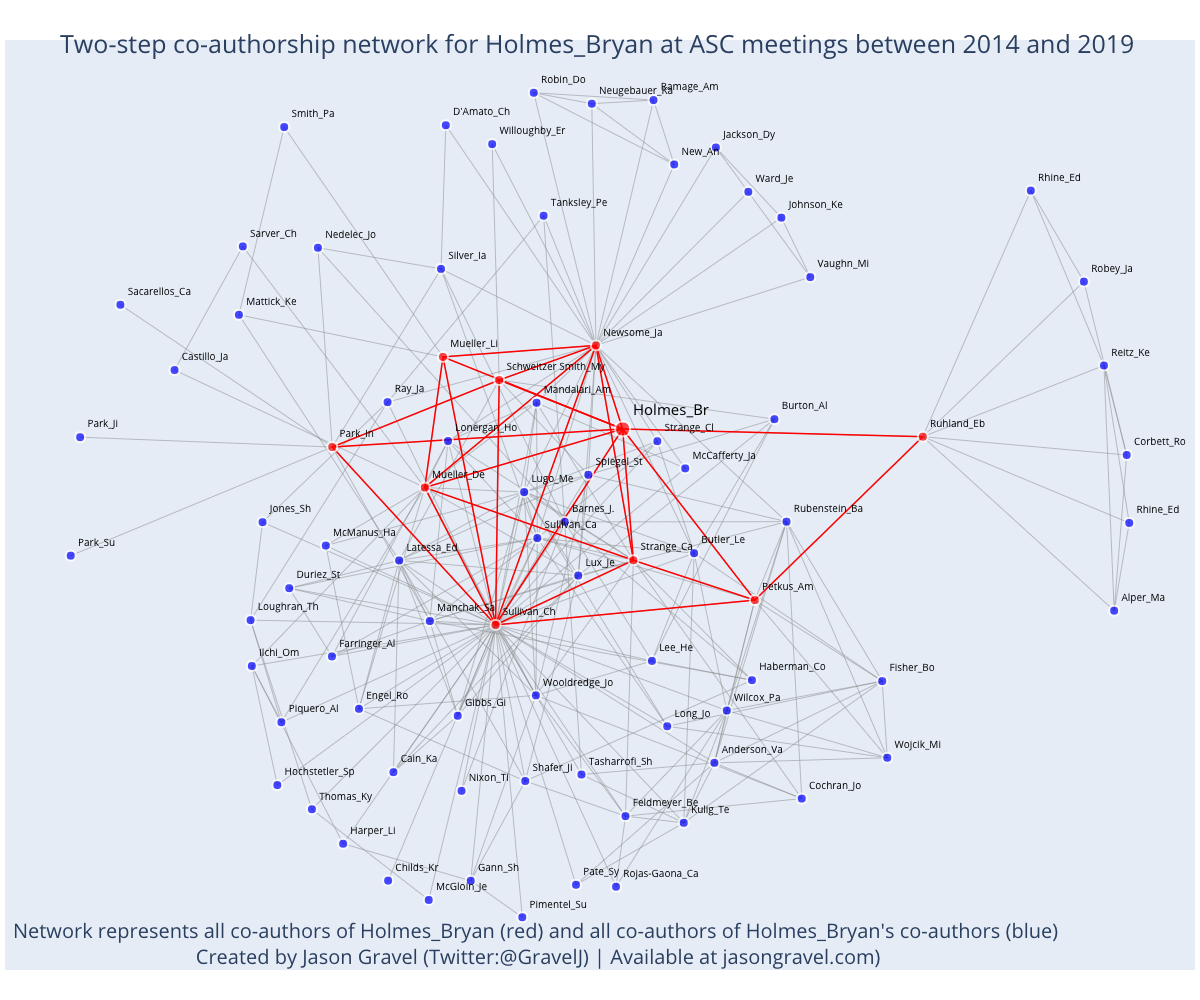 Two-step co-authorship network for Holmes_Bryan at ASC meetings between 2014 and 2019
Robin_Do
Neugebauer_Ka
Ramage_Am
Smith_Pa
D'Amato_Ch
Willoughby_Er
Jackson_Dy
New_An
Ward_Je
Rhine_Ed
Tanksley_Pe
Johnson_Ke
Sarver_Ch
Nedelec_Jo
Silver_Ia
Vaughn_Mi
Robey_Ja
Sacarellos_Ca
Mattick_Ke
Newsome_Ja
Mueller_Li
Castillo_Ja
Schweitzer Smith_My
Reitz_Ke
Ray_Ja
Mandalari_Am
Holmes_Br
Burton_Al
Park_Ji
Park_In
Lonergan_Ho
Strange_Cl
Ruhland_Eb
Corbett_Ro
McCafferty_Ja
Mueller_De
Lugo_Me
Spiegel_St
Jones_Sh
Barnes_J.
Rubenstein_Ba
Rhine_Ed
McManus_Ha
Sullivan_Ca
Park_Su
Latessa_Ed
Strange_Ca
Butler_Le
Lux_Je
Duriez_St
Petkus_Am
Alper_Ma
Loughran_Th
Manchak_Sa
Sullivan_Ch
Ilchi_Om
Farringer_Al
Lee_He
Haberman_Co
Fisher_Bo
Piquero_Al
Engel_Ro
Gibbs_Gi
Wooldredge_Jo
Wilcox_Pa
Long_Jo
Wojcik_Mi
Cain_Ka
Anderson_Va
Hochstetler_Sp
Nixon_Ti
Shafer_Ji
Tasharrofi_Sh
Cochran_Jo
Thomas_Ky
Feldmeyer_Be
Kulig_Te
Harper_Li
Childs_Kr
Gann_Sh
Pate_Sy
Rojas-Gaona_Ca
McGloin_Je
Pimentel_Su
Network represents all co-authors of Holmes_Bryan (red) and all co-authors of Holmes_Bryan's co-authors (blue)
Created by Jason Gravel (Twitter:@GravelJ) | Available at jasongravel.com)